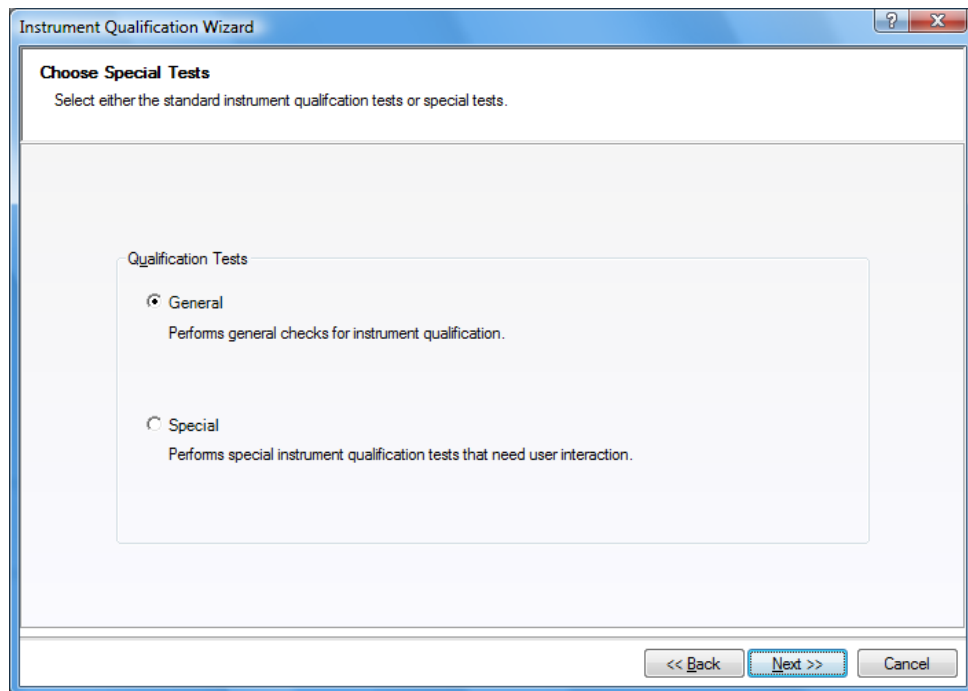 Instrument Qualification Wizard
?
X
Choose Special Tests
Select either the standard instrument qualifcation tests or special tests.
Qualification Tests
General
Performs general checks for instrument qualification.
Special
Performs special instrument qualification tests that need user interaction.
<< Back
Next >>
Cancel